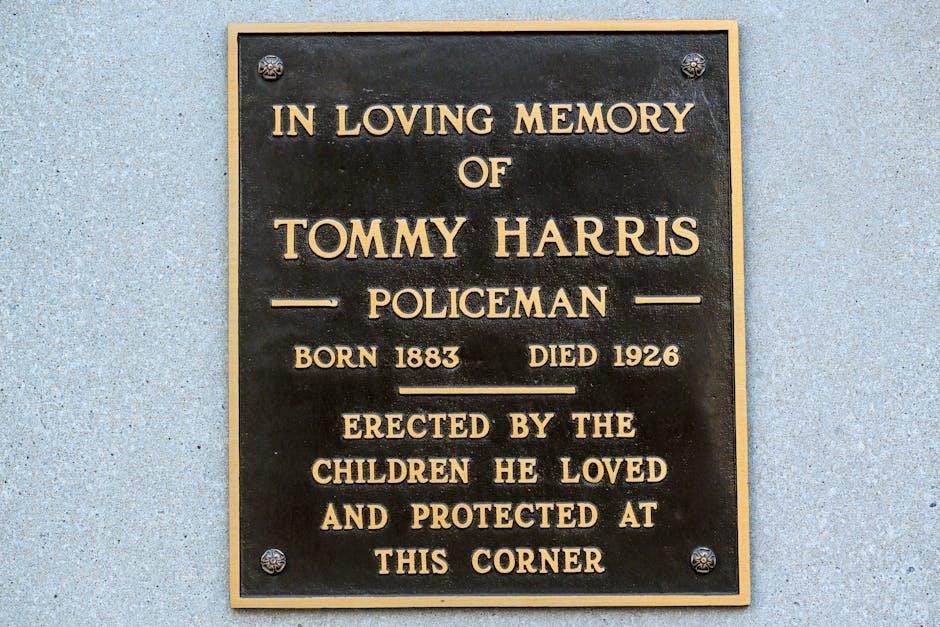 IN LOVING MEMORY
OF
TOMMY HARRIS
POLICEMAN
BORN 1883 DIED 1926
ERECTED BY THE
CHILDREN HE LOVED
AND PROTECTED AT
THIS CORNER